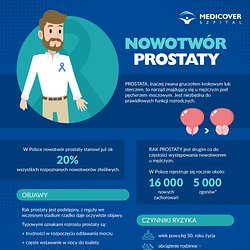 MEDICOVER
SZPITAL
NOWOTWÓR
PROSTATY
PROSTATA, inaczej zwana gruczołem krokowym lub
sterczem, to narząd znajdujący się u mężczyzn pod
pęcherzem moczowym. Jest niezbędna do
prawidłowych funkcji rozrodczych.
W Polsce nowotwór prostaty stanowi już ok
20%
wszystkich rozpoznanych nowotworów złośliwych.
RAK PROSTATY jest drugim co do
częstości występowania nowotworem
u mężczyzn.
W Polsce rejestruje się rocznie około:
16 000
nowych
zachorowań
5 000
zgonów*
OBJAWY
Rak prostaty jest podstępny, z reguły we
wczesnym stadium rzadko daje oczywiste objawy.
Typowymi oznakami rozrostu prostaty są:
+ trudności w rozpoczęciu oddawania moczu
+ częste wstawanie w nocy do toalety
CZYNNIKI RYZYKA
wiek powyżej 50. roku życia
obciążenie rodzinne -